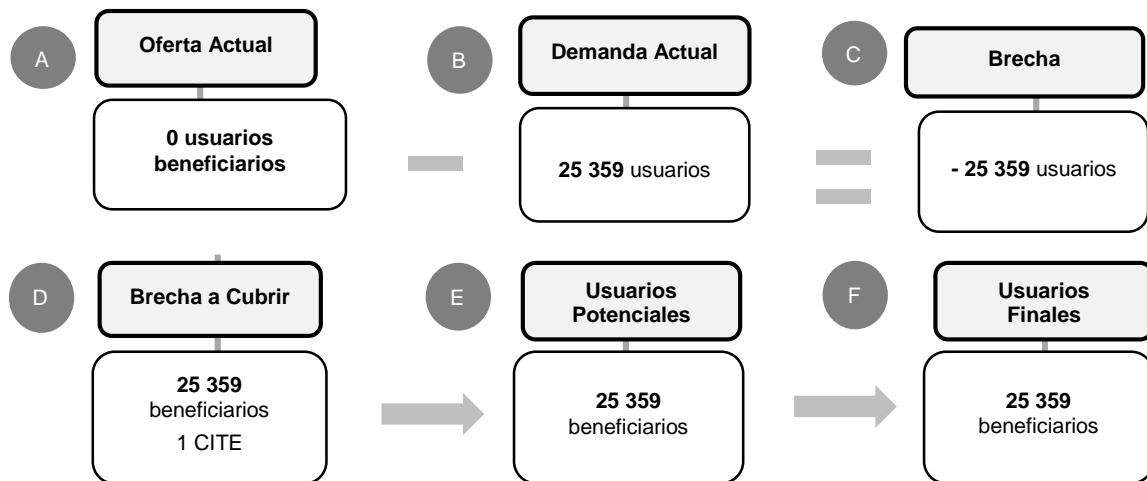 A
Oferta Actual
0 usuarios
beneficiarios
B
Demanda Actual
25 359 usuarios
C
Brecha
- 25 359 usuarios
D
Brecha a Cubrir
25 359
beneficiarios
1 CITE
E
Usuarios
Potenciales
25 359
beneficiarios
F
Usuarios
Finales
25 359
beneficiarios